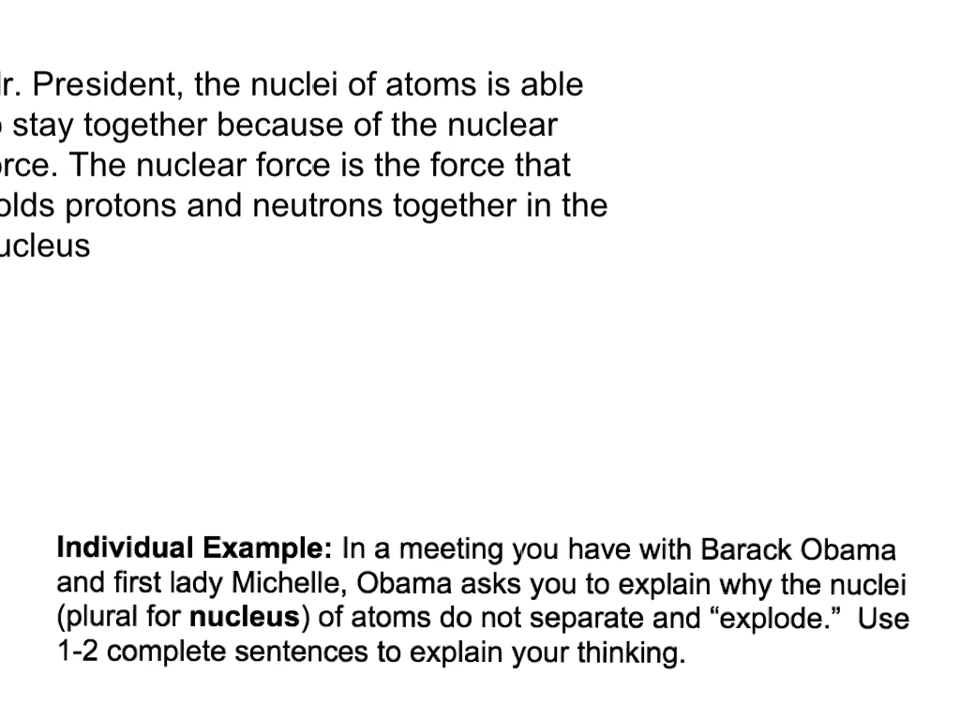 r. President, the nuclei of atoms is able
stay together because of the nuclear
orce. The nuclear force is the force that
olds protons and neutrons together in the
ucleus
Individual Example: In a meeting you have with Barack Obama
and first lady Michelle, Obama asks you to explain why the nuclei
(plural for nucleus) of atoms do not separate and “explode.” Use
1-2 complete sentences to explain your thinking.